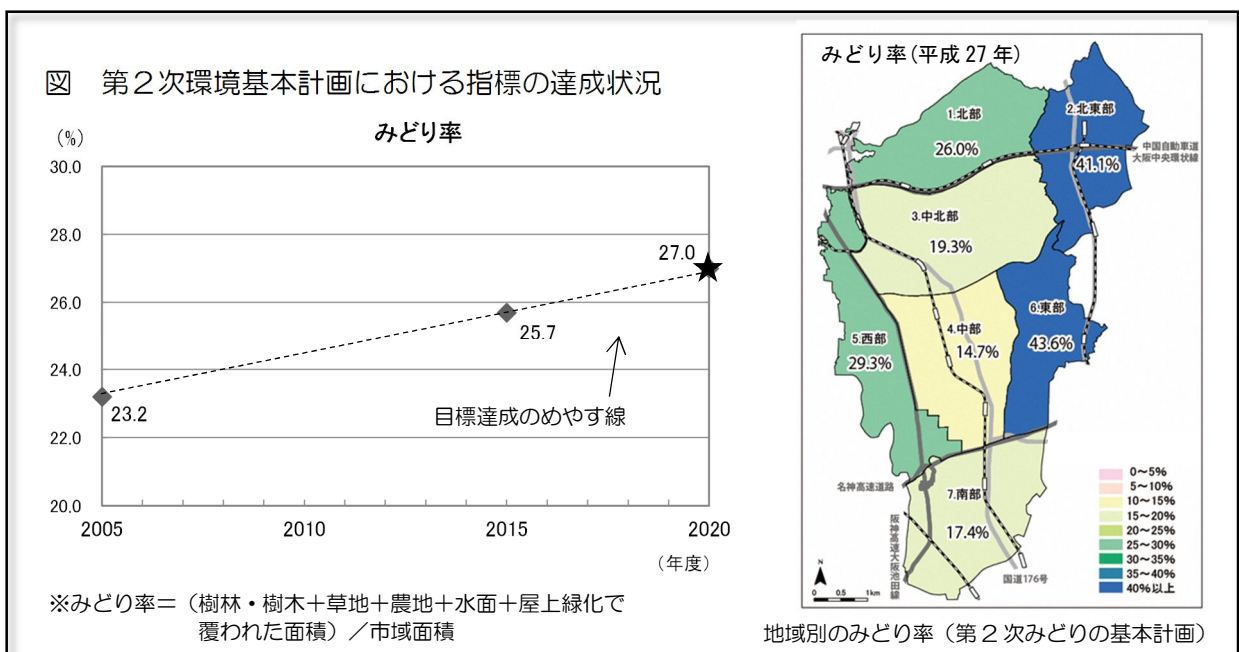 図 第２次環境基本計画における指標の達成状況
(%)
みどり率
30.0
28.0
26.0
24.0
22.0
20.0
23.2
25.7
27.0
目標達成のめやす線
2005
2010
2015
2020
（年度）
※みどり率＝（樹林・樹木＋草地＋農地＋水面＋屋上緑化で
覆われた面積）／市域面積
みどり率(平成27年)
1.北部
26.0%
2.北東部
41.1%
中国自動車道
大阪中央環状線
3.中北部
19.3%
4.中部
14.7%
5.西部
29.3%
6.東部
43.6%
名神高速道路
7.南部
17.4%
阪神高速大阪池田線
国道176号
N
0 0.5 1km
0～5%
5～10%
10～15%
15～20%
20～25%
25～30%
30～35%
35～40%
40%以上
地域別のみどり率（第２次みどりの基本計画）